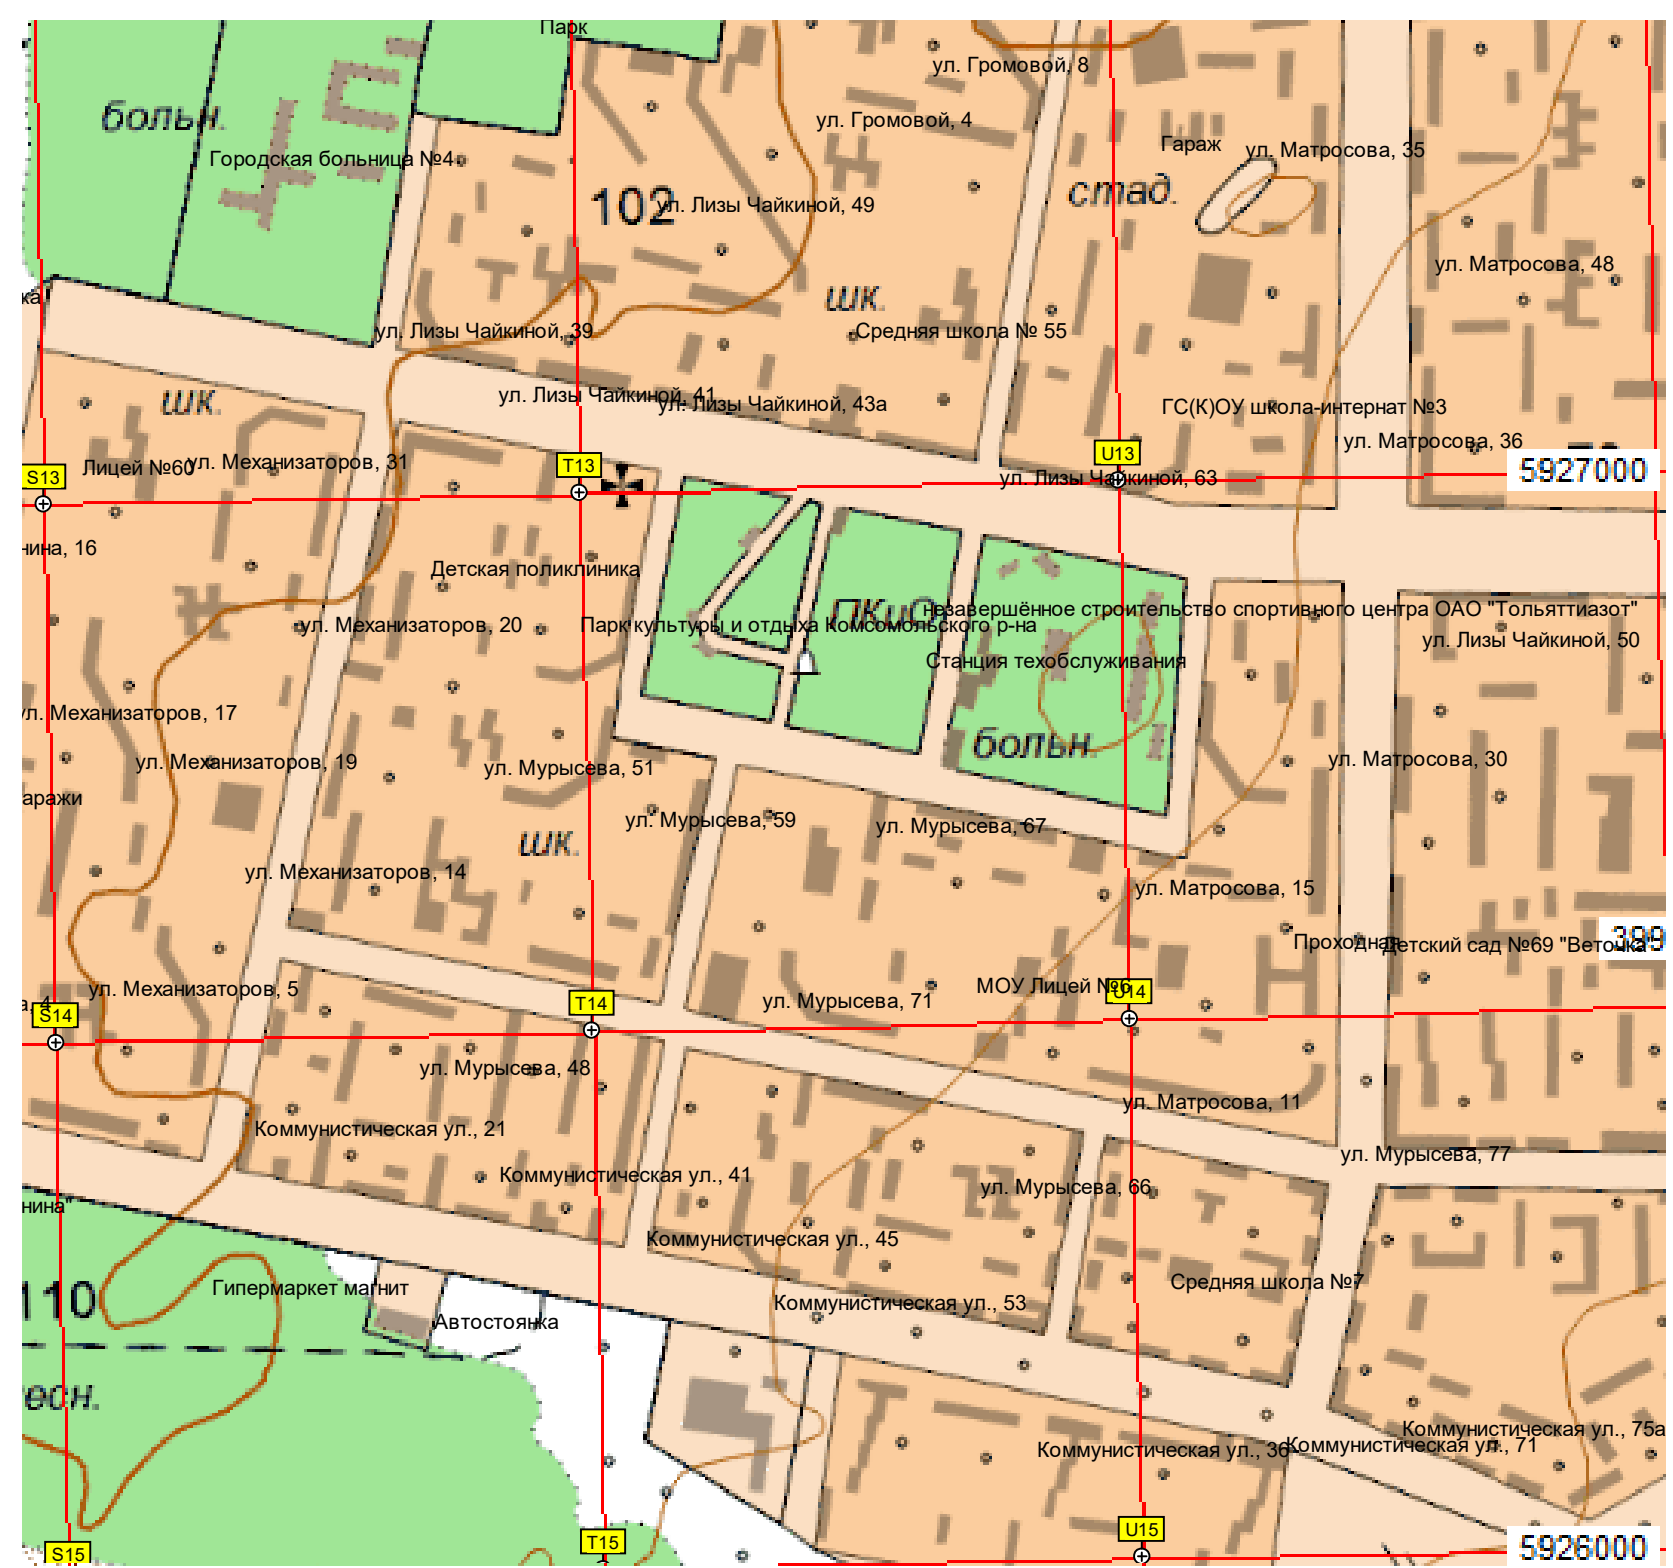 Парк
ул. Громовой, 8
больн.
ул. Громовой, 4
Гараж
ул. Матросова, 35
Городская больница №4
стад.
102
ул. Лизы Чайкиной, 49
ул. Матросова, 48
ка
шк.
ул. Лизы Чайкиной, 39
Средняя школа № 55
шк.
ул. Лизы Чайкиной, 41
ул. Лизы Чайкиной, 43а
ГС(К)ОУ школа-интернат №3
ул. Матросова, 36
U13
Лицей №60
ул. Механизаторов, 31
T13
S13
5927000
ул. Лизы Чайкиной, 63
нина, 16
Детская поликлиника
ПКиО
незавершённое строительство спортивного центра ОАО "Тольяттиазот"
ул. Механизаторов, 20
Парк культуры и отдыха Комсомольского р-на
ул. Лизы Чайкиной, 50
Станция техобслуживания
ул. Механизаторов, 17
больн.
ул. Механизаторов, 19
ул. Мурысева, 51
ул. Матросова, 30
аражи
ул. Мурысева, 59
ул. Мурысева, 67
шк.
ул. Механизаторов, 14
ул. Матросова, 15
Проходная
Детский сад №69 "Веточка"
399
ул. Механизаторов, 5
МОУ Лицей №6
U14
а, 4
ул. Мурысева, 71
T14
S14
ул. Мурысева, 48
ул. Матросова, 11
Коммунистическая ул., 21
ул. Мурысева, 77
Коммунистическая ул., 41
ул. Мурысева, 66
нина"
Коммунистическая ул., 45
Гипермаркет магнит
Средняя школа №7
110
Коммунистическая ул., 53
Автостоянка
есн.
Коммунистическая ул., 75а
Коммунистическая ул., 36
Коммунистическая ул., 71
U15
T15
S15
5926000